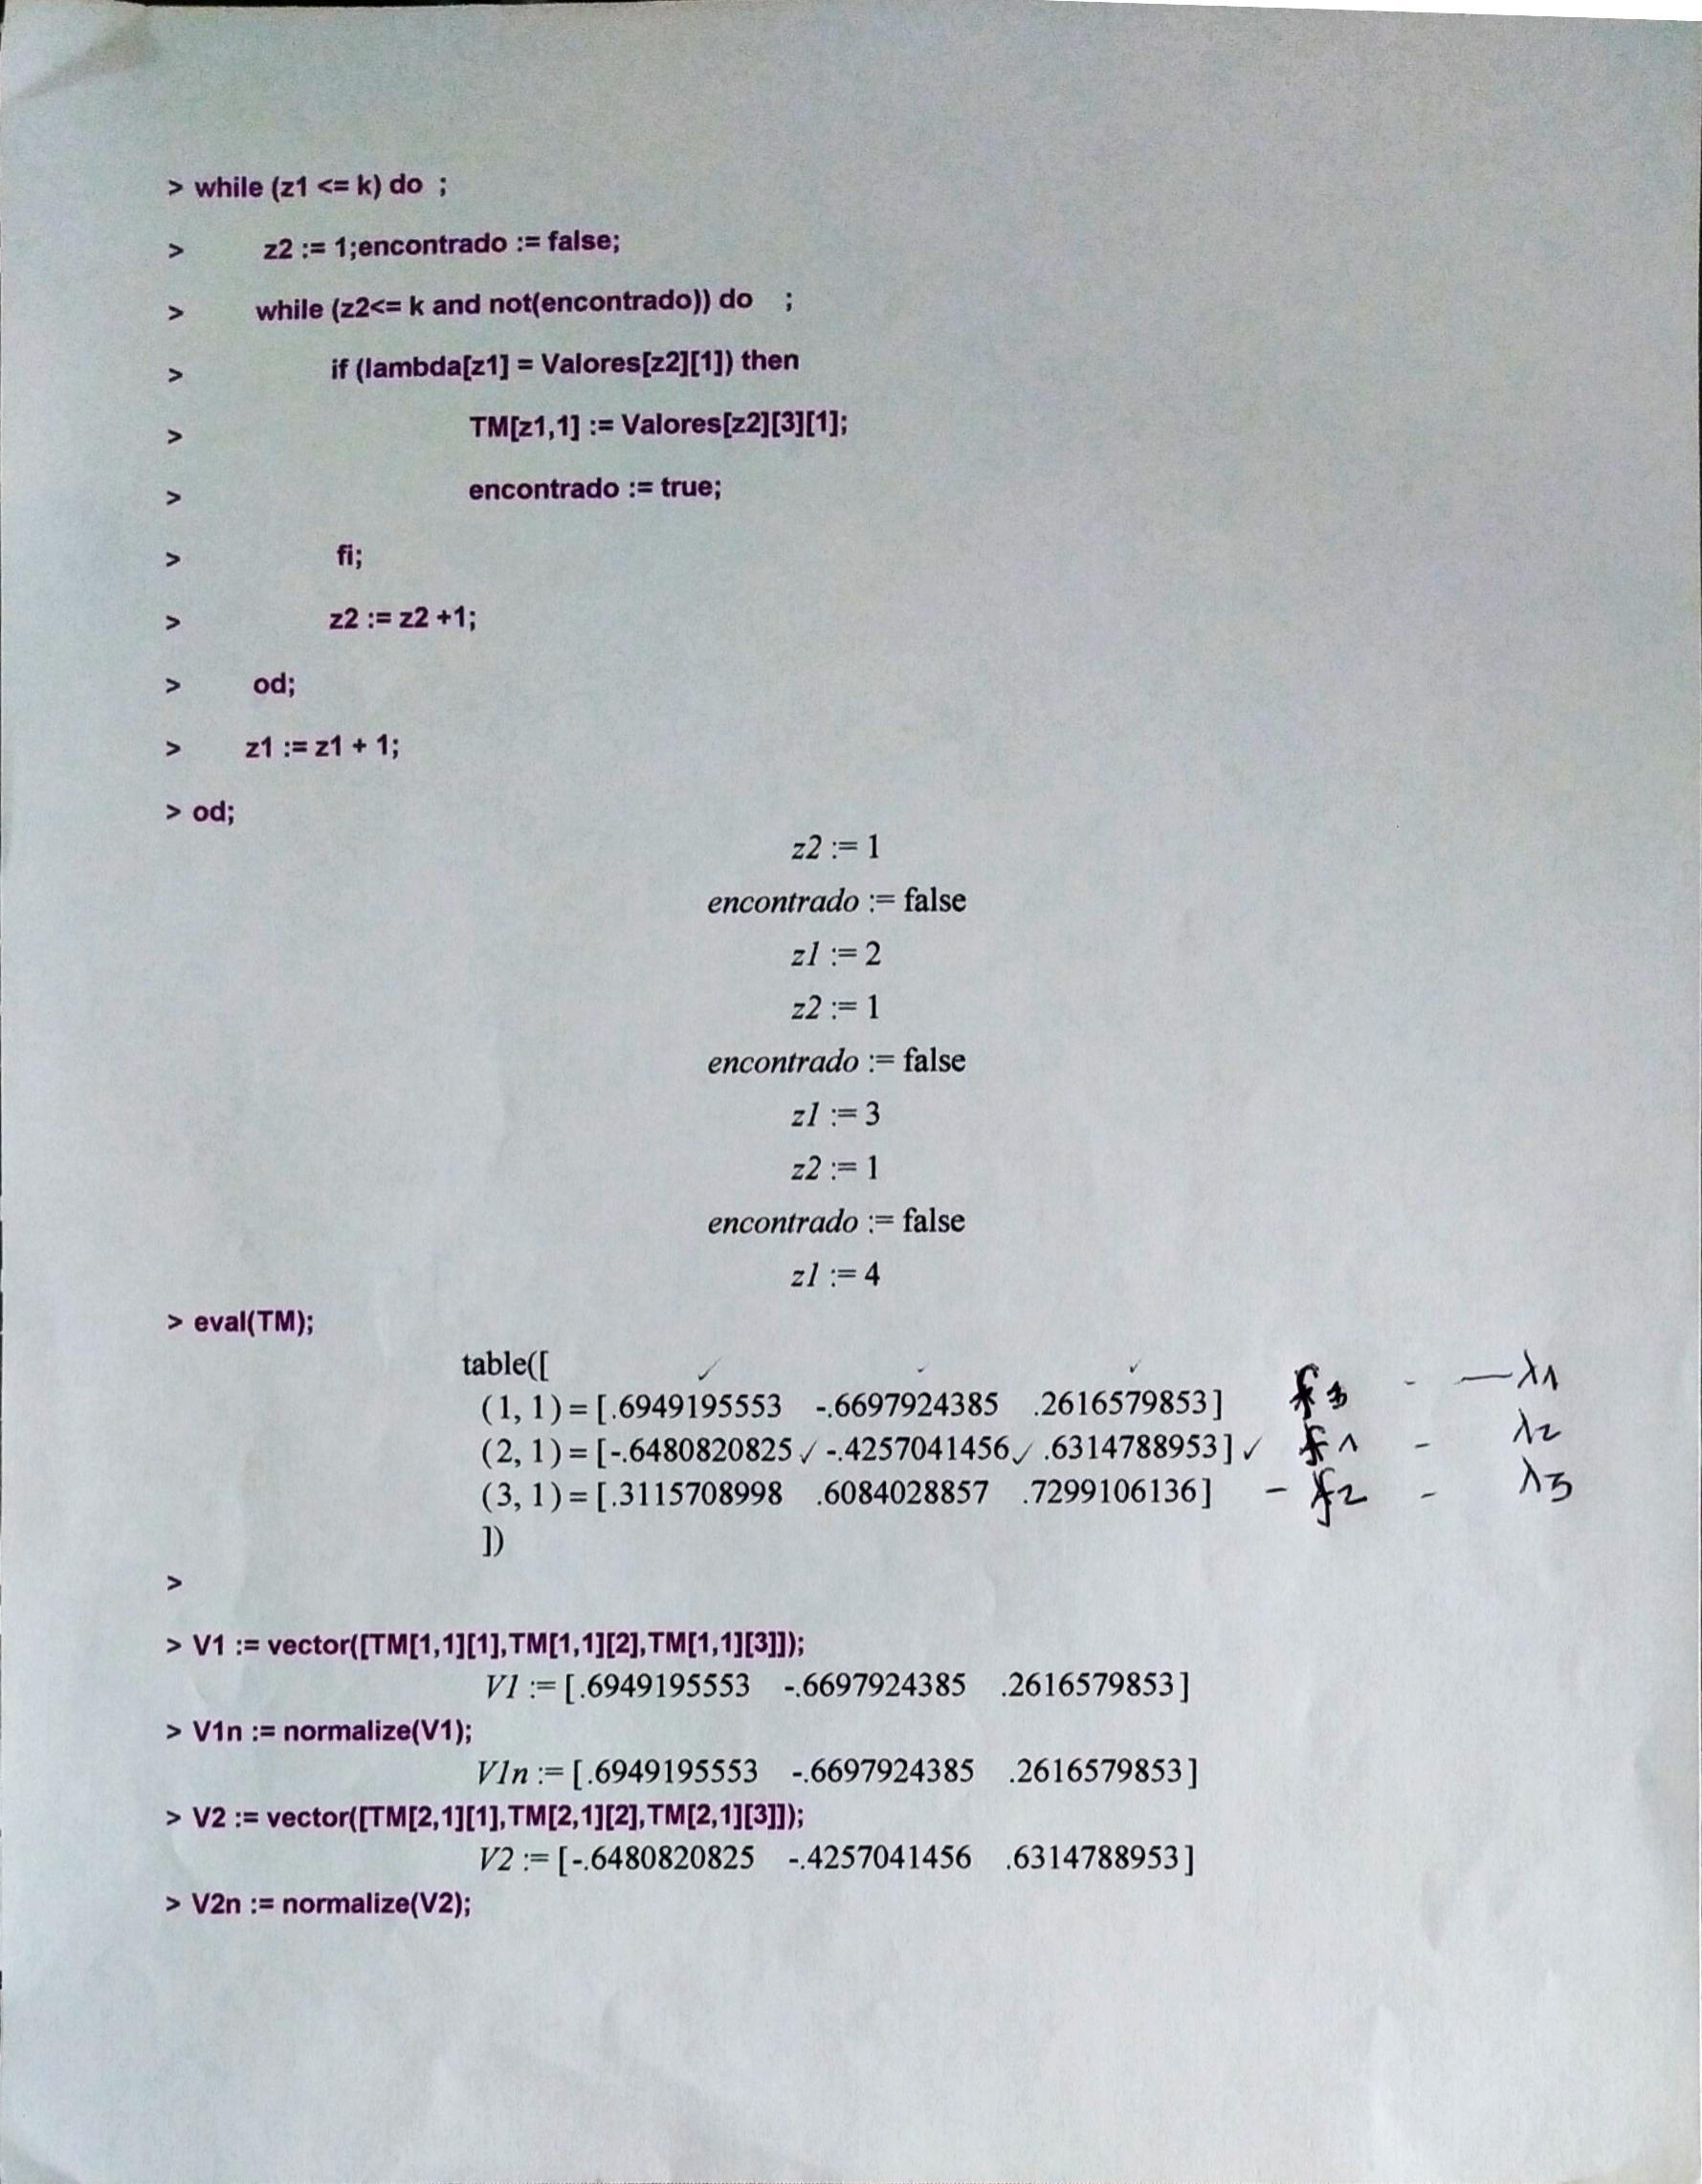 > while (z1 <= k) do ;
> z2 := 1;encontrado := false;
> while (z2<= k and not(encontrado)) do ;
> if (lambda[z1] = Valores[z2][1]) then
> TM[z1,1] := Valores[z2][3][1];
> encontrado := true;
> fi;
> z2 := z2 +1;
> od;
> z1 := z1 + 1;
> od;
z2 := 1
encontrado := false
z1 := 2
z2 := 1
encontrado := false
z1 := 3
z2 := 1
encontrado := false
z1 := 4
> eval(TM);
table([ ✓ ✓
(1, 1) = [.6949195553 -.6697924385 .2616579853] f3 - — λ1
(2, 1) = [-.6480820825 ✓ -.4257041456 ✓ .6314788953] ✓ f1 - λ2
(3, 1) = [.3115708998 .6084028857 .7299106136] - f2 - λ3
])
>
> V1 := vector([TM[1,1][1],TM[1,1][2],TM[1,1][3]]);
V1 := [.6949195553 -.6697924385 .2616579853]
> V1n := normalize(V1);
V1n := [.6949195553 -.6697924385 .2616579853]
> V2 := vector([TM[2,1][1],TM[2,1][2],TM[2,1][3]]);
V2 := [-.6480820825 -.4257041456 .6314788953]
> V2n := normalize(V2);